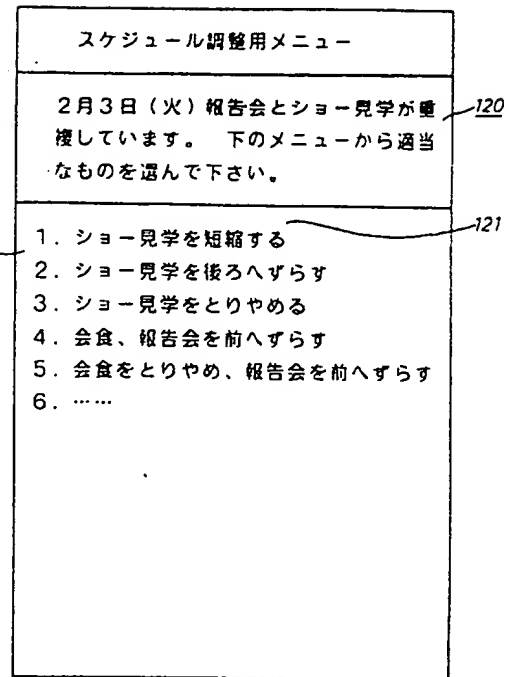 スケジュール調整用メニュー
2月3日(火)報告会とショー見学が重
複しています。 下のメニューから適当
なものを選んで下さい。
120
121
1. ショー見学を短縮する
2. ショー見学を後ろへずらす
3. ショー見学をとりやめる
4. 会食、報告会を前へずらす
5. 会食をとりやめ、報告会を前へずらす
6. ……